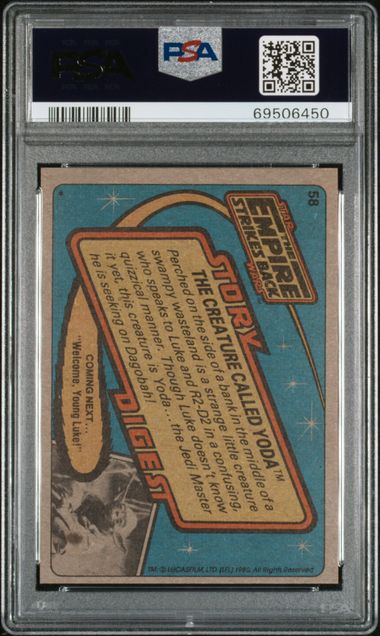 PSA
PSA
69506450
58
STAR
THE
EMPIRE
STRIKES BACK
WARS
STORY
THE CREATURE CALLED YODA™
Perched on the side of a bank in the middle of a
swampy wasteland is a strange little creature
who speaks to Luke and R2-D2 in a confusing,
quizzical manner. Though Luke doesn't know
it yet, this creature is Yoda . . . the Jedi Master
he is seeking on Dagobah!
DIGEST
COMING NEXT...
"Welcome, Young Luke!"
*
TM: © LUCASFILM, LTD. (LFL) 1980. All Rights Reserved